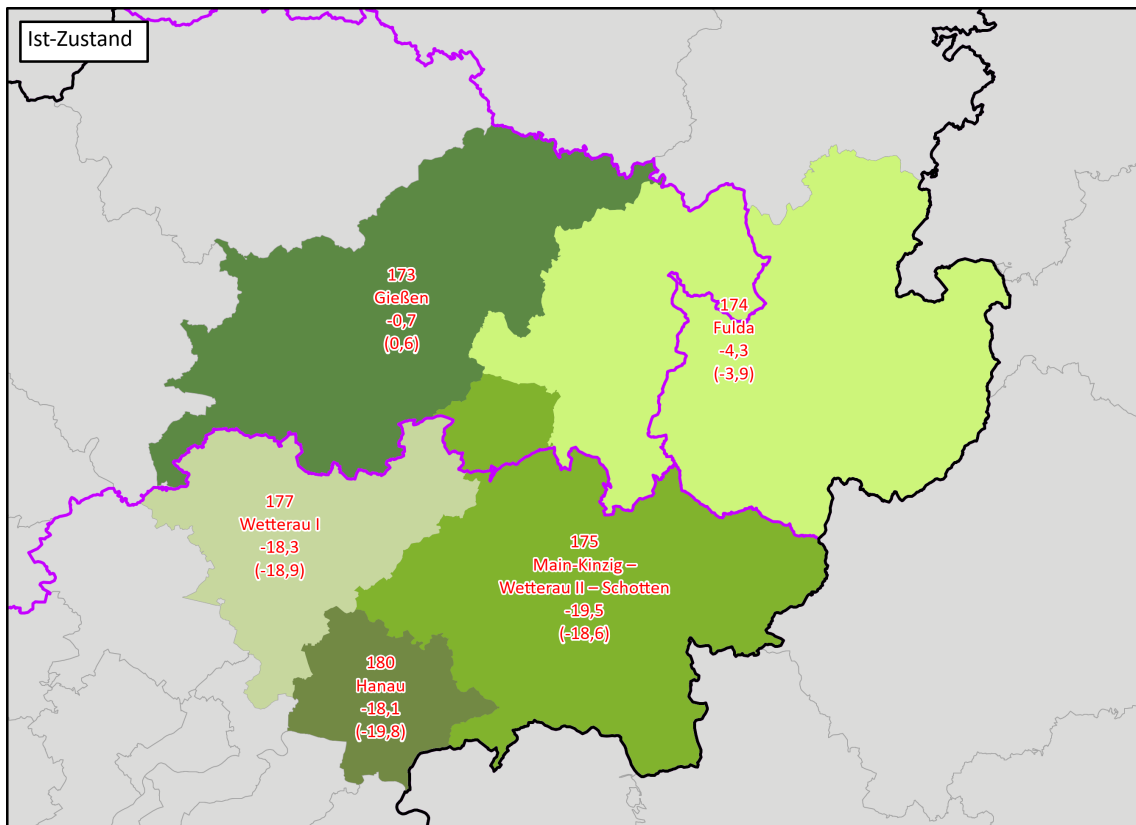 Ist-Zustand
173
Gießen
-0,7
(0,6)
174
Fulda
-4,3
(-3,9)
177
Wetterau I
-18,3
(-18,9)
175
Main-Kinzig –
Wetterau II – Schotten
-19,5
(-18,6)
180
Hanau
-18,1
(-19,8)